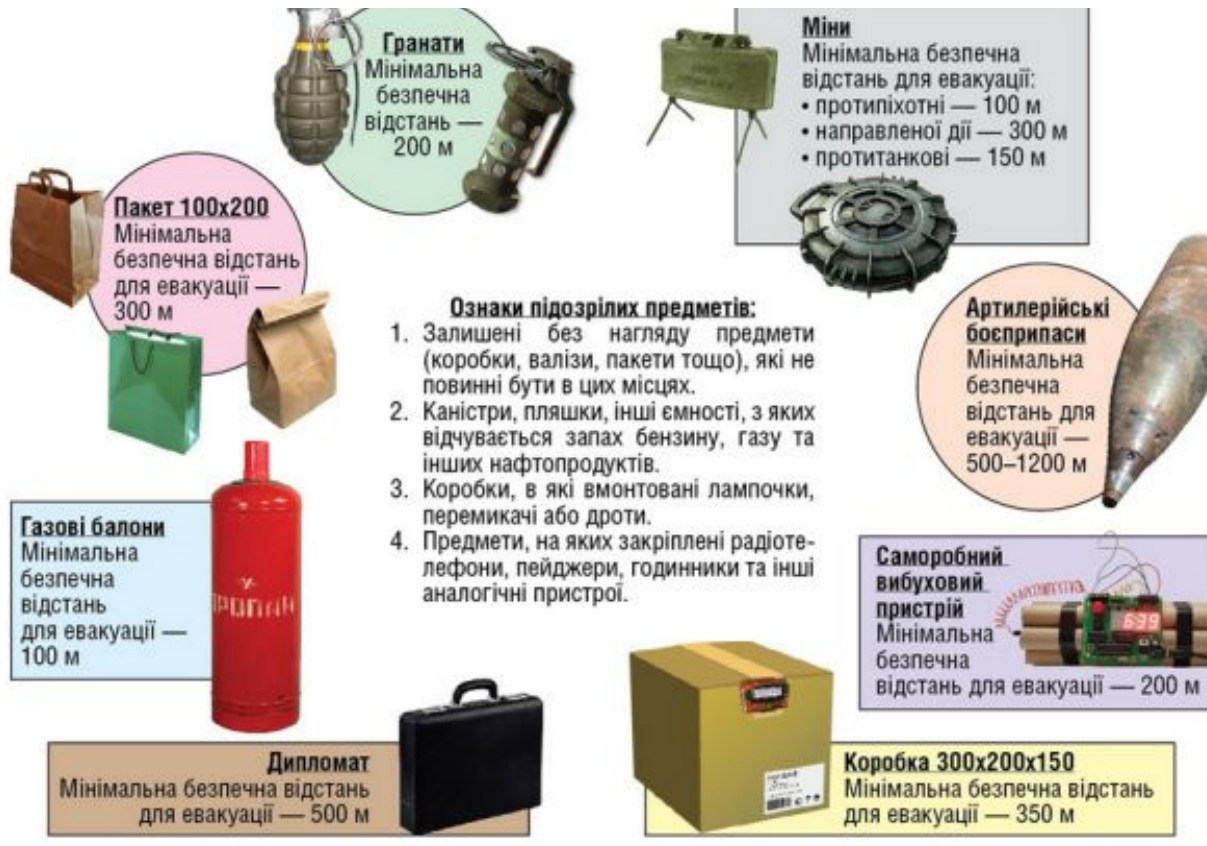 Гранати
Мінімальна
безпечна
відстань —
200 м
Міни
Мінімальна безпечна
відстань для евакуації:
• протипіхотні — 100 м
• направленої дії — 300 м
• протитанкові — 150 м
Пакет 100х200
Мінімальна
безпечна відстань
для евакуації —
300 м
Ознаки підозрілих предметів:
1. Залишені без нагляду предмети
(коробки, валізи, пакети тощо), які не
повинні бути в цих місцях.
2. Каністри, пляшки, інші ємності, з яких
відчувається запах бензину, газу та
інших нафтопродуктів.
3. Коробки, в які вмонтовані лампочки,
перемикачі або дроти.
4. Предмети, на яких закріплені радіоте-
лефони, пейджери, годинники та інші
аналогічні пристрої.
Артилерійські
боєприпаси
Мінімальна
безпечна
відстань для
евакуації —
500–1200 м
Газові балони
Мінімальна
безпечна
відстань
для евакуації —
100 м
ПРОПАН
Саморобний
вибуховий
пристрій
Мінімальна
безпечна
відстань для евакуації — 200 м
6:39
Дипломат
Мінімальна безпечна відстань
для евакуації — 500 м
Коробка 300х200х150
Мінімальна безпечна відстань
для евакуації — 350 м